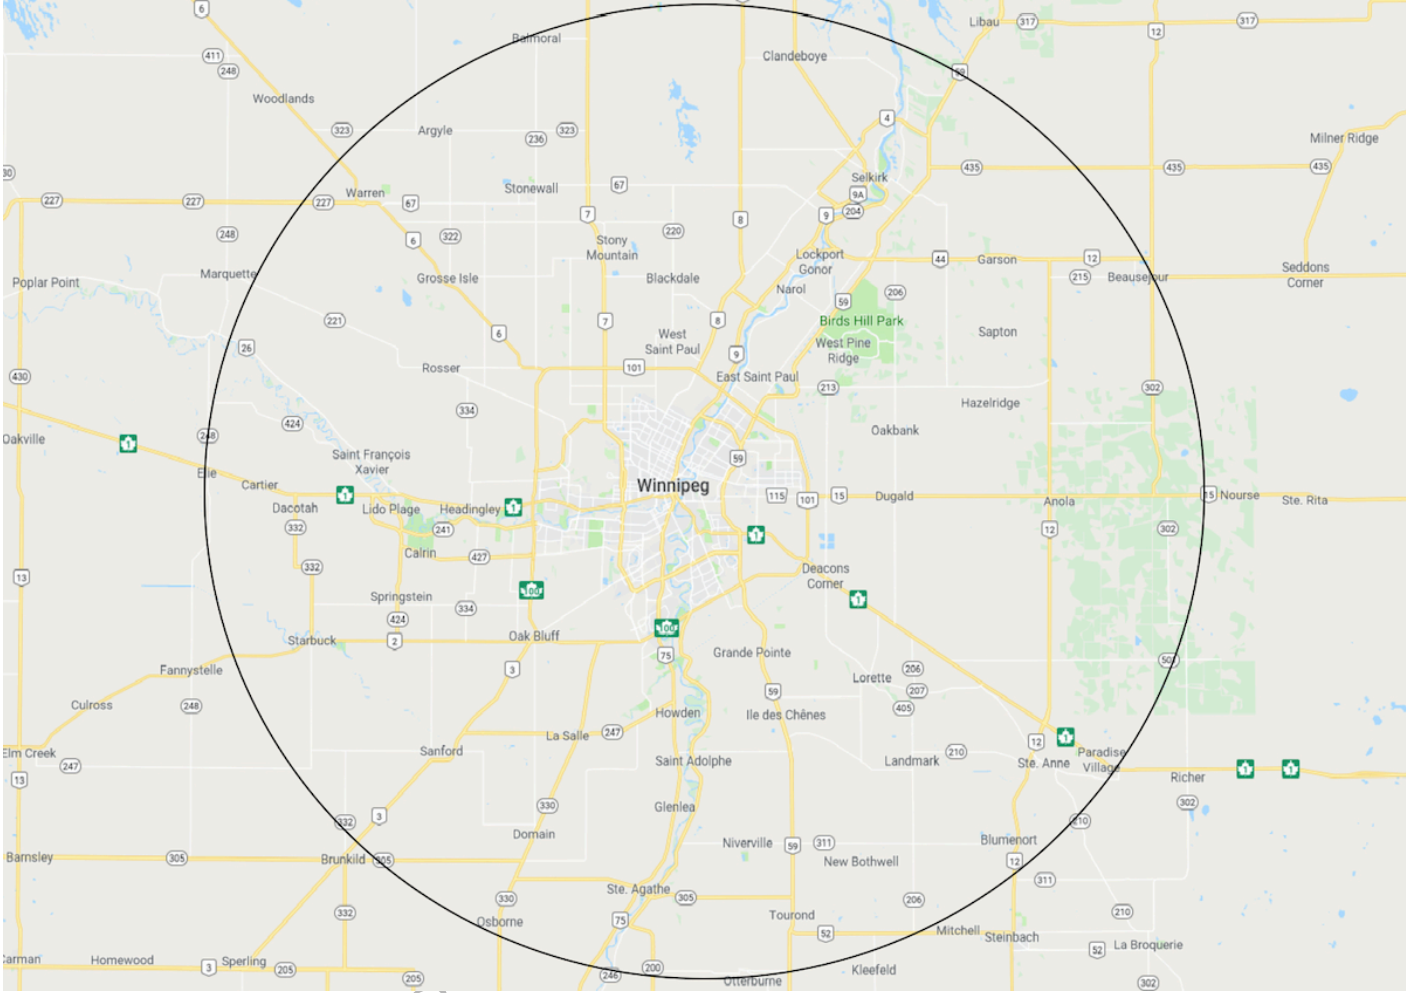 6
Balmoral
Libau
317
317
12
411
248
Clandeboye
59
Woodlands
4
323
Argyle
236
323
Milner Ridge
435
435
435
30
Selkirk
Warren
Stonewall
67
9A
227
227
227
67
204
7
9
8
248
6
322
220
Stony
Mountain
Lockport
Gonor
44
Garson
12
Marquette
Grosse Isle
Blackdale
215
Beausejour
Seddons
Corner
Poplar Point
Narol
206
59
221
7
8
Birds Hill Park
6
West
Saint Paul
Sapton
26
9
West Pine
Ridge
Rosser
101
430
East Saint Paul
213
302
334
Hazelridge
424
Oakbank
248
Oakville
1
Saint François
Xavier
59
Elie
Cartier
Winnipeg
1
115
101
15
Dugald
Anola
15
Nourse
Ste. Rita
Dacotah
Lido Plage
Headingley
1
332
241
12
302
1
Calrin
427
332
Deacons
Corner
13
100
Springstein
334
1
424
100
Starbuck
2
Oak Bluff
75
Grande Pointe
501
Fannystelle
3
206
Lorette
207
59
Culross
248
405
Howden
Ile des Chênes
La Salle
247
1
12
Elm Creek
Sanford
210
Paradise
Village
247
Saint Adolphe
Landmark
Ste. Anne
1
1
13
Richer
330
Glenlea
302
332
3
210
Domain
Niverville
59
311
Blumenort
Barnsley
305
Brunkild
305
New Bothwell
12
311
Ste. Agathe
330
305
206
332
Osborne
75
Tourond
210
52
Mitchell
Steinbach
52
La Broquerie
Carman
Homewood
3
Sperling
205
205
246
200
Otterburne
Kleefeld
302